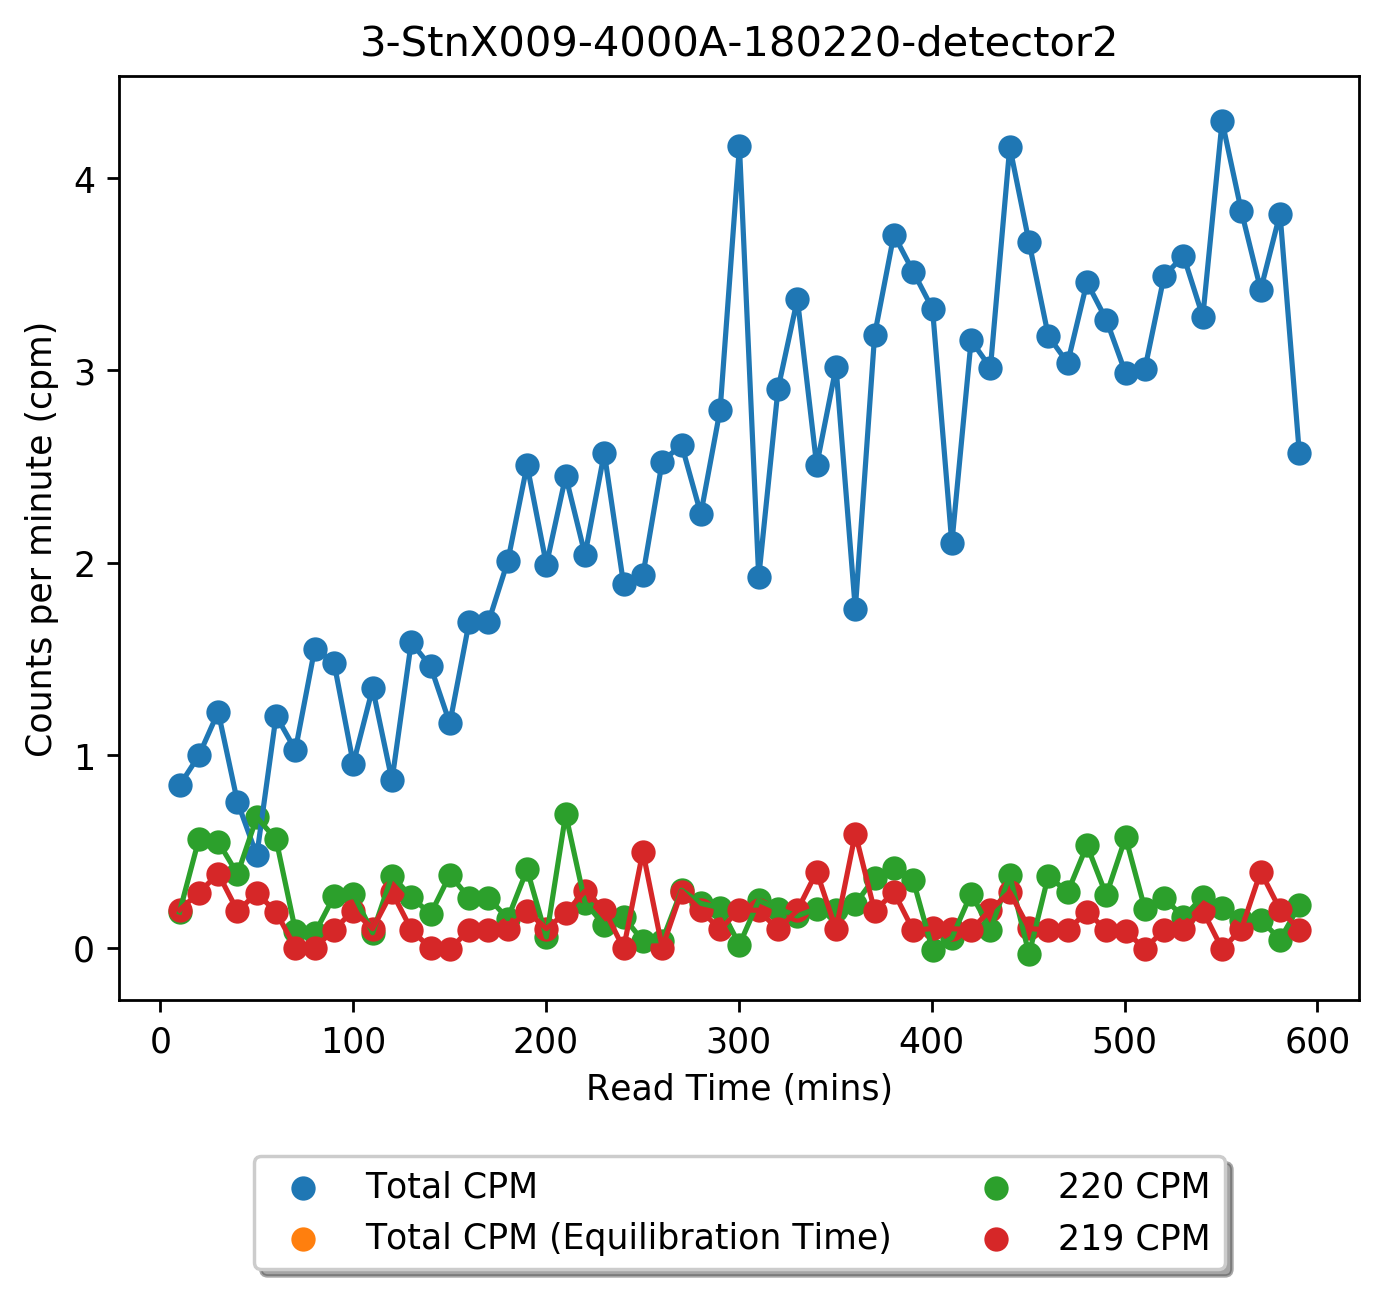 3-StnX009-4000A-180220-detector2
Counts per minute (cpm)
4
3
2
1
0
0 100 200 300 400 500 600
Read Time (mins)
Total CPM
Total CPM (Equilibration Time)
220 CPM
219 CPM